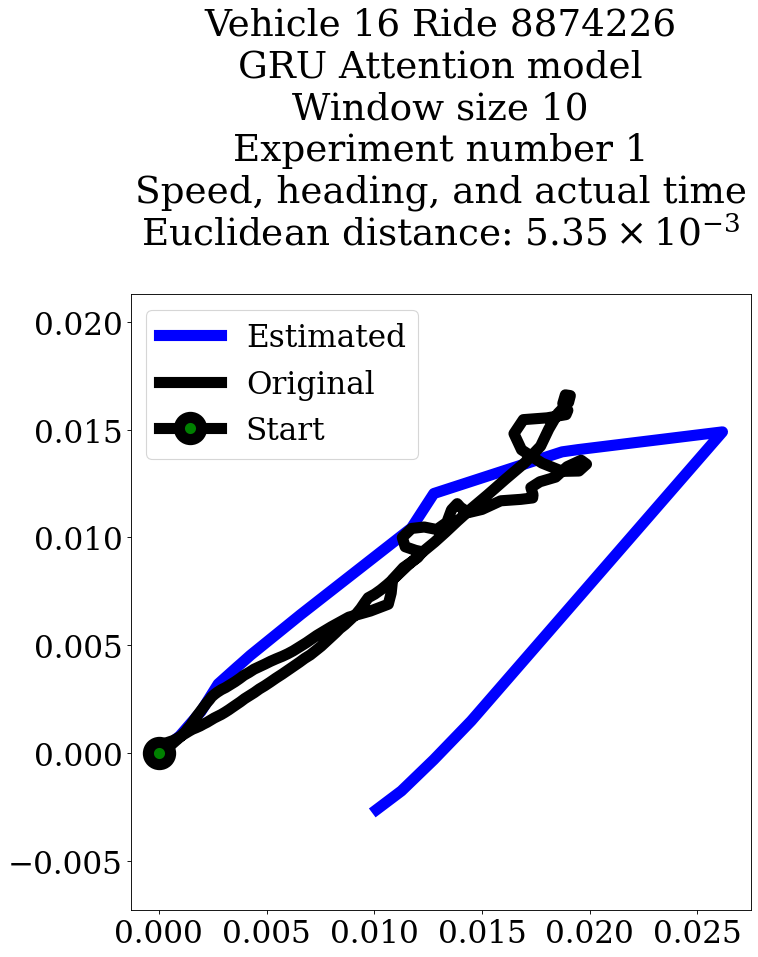 Vehicle 16 Ride 8874226
GRU Attention model
Window size 10
Experiment number 1
Speed, heading, and actual time
Euclidean distance: 5.35 × 10⁻³
0.020
0.015
0.010
0.005
0.000
−0.005
Estimated
Original
Start
0.000 0.005 0.010 0.015 0.020 0.025